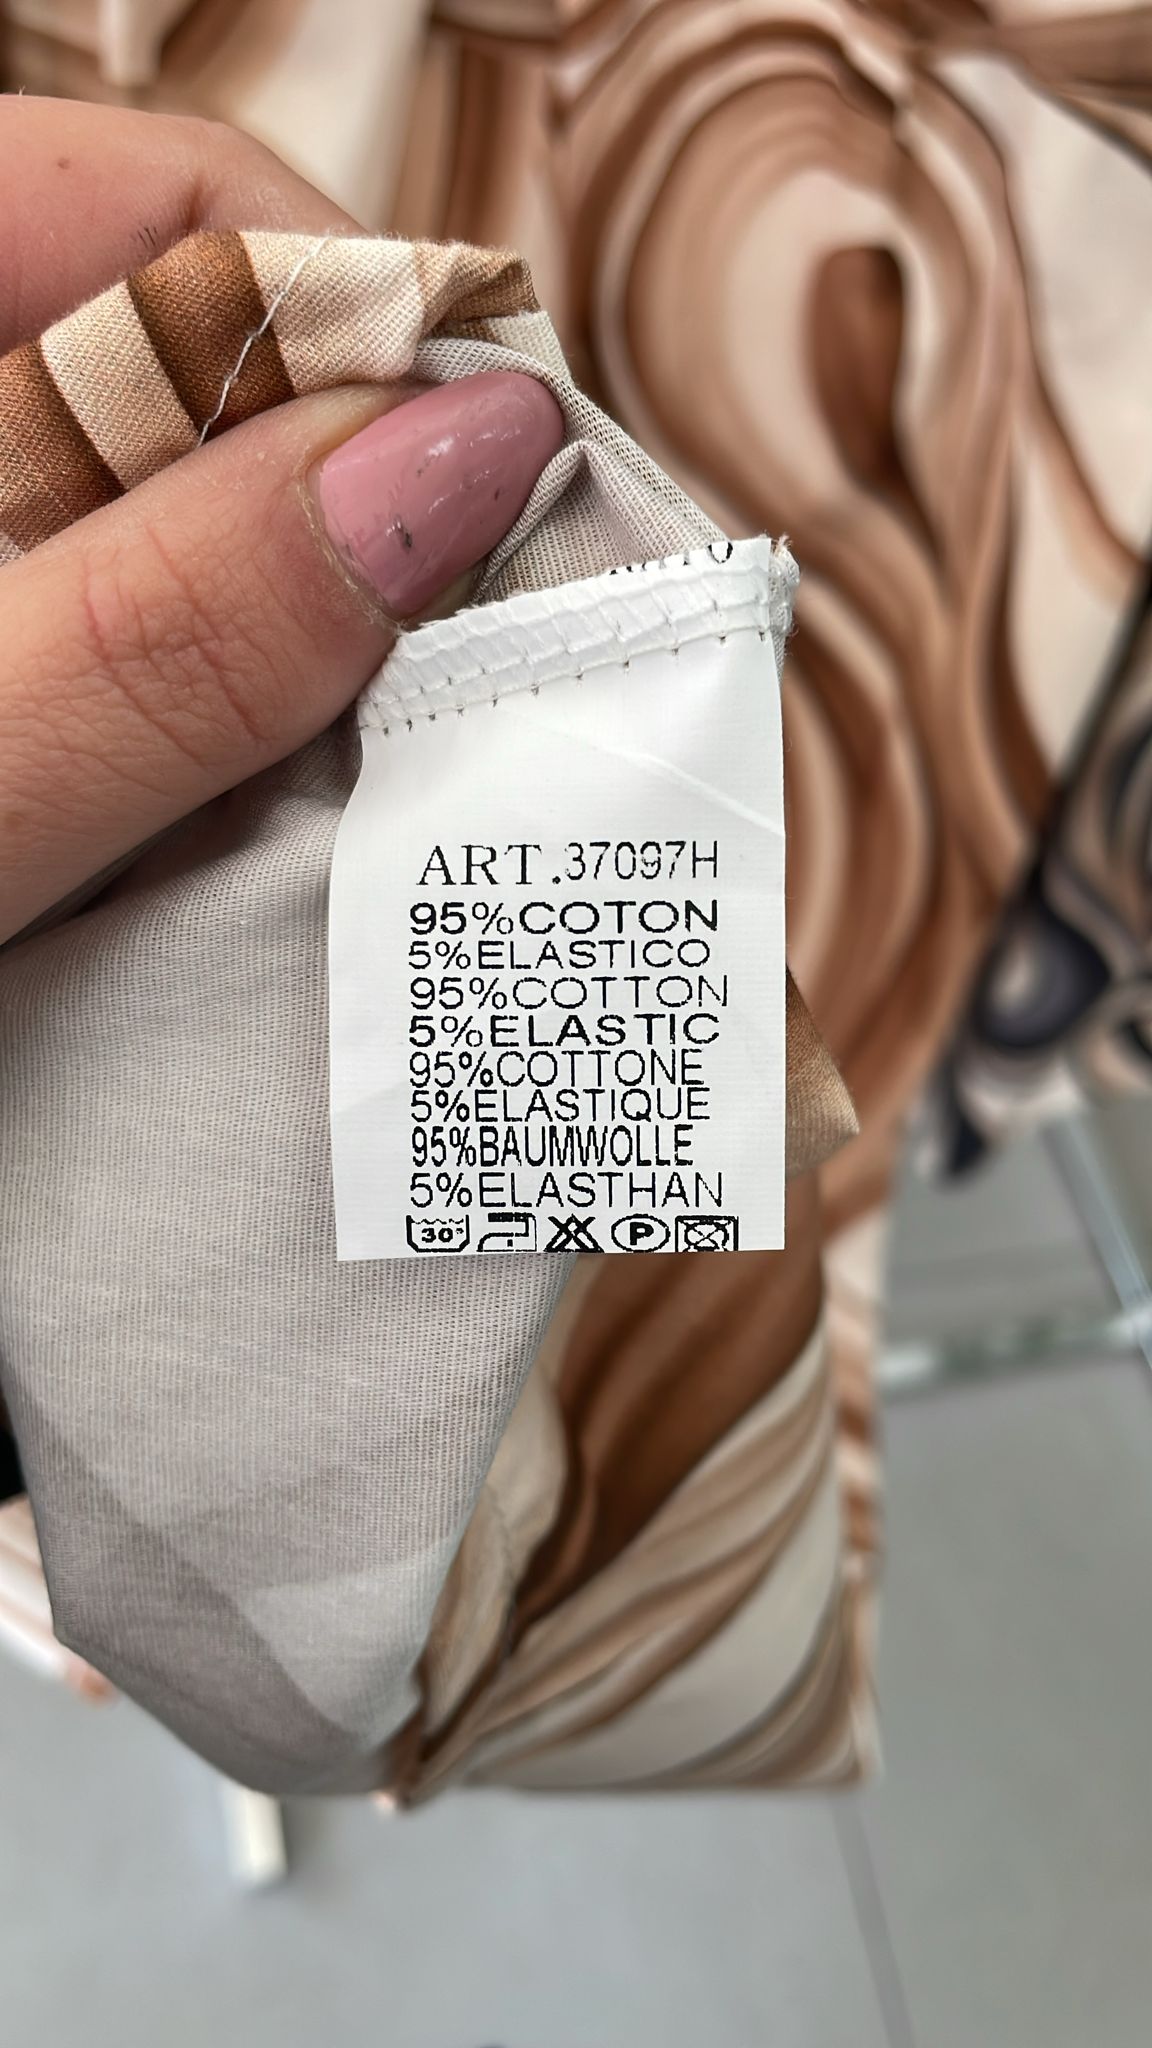 ART.37097H
95%COTON
5%ELASTICO
95%COTTON
5%ELASTIC
95%COTTONE
5%ELASTIQUE
95%BAUMWOLLE
5%ELASTHAN
30° P